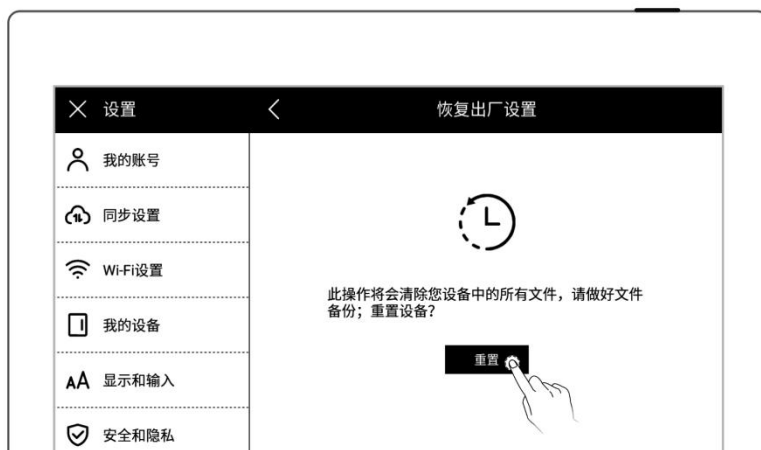 设置
恢复出厂设置
我的账号
同步设置
Wi-Fi设置
我的设备
AA 显示和输入
安全和隐私
此操作将会清除您设备中的所有文件，请做好文件
备份；重置设备？
重置